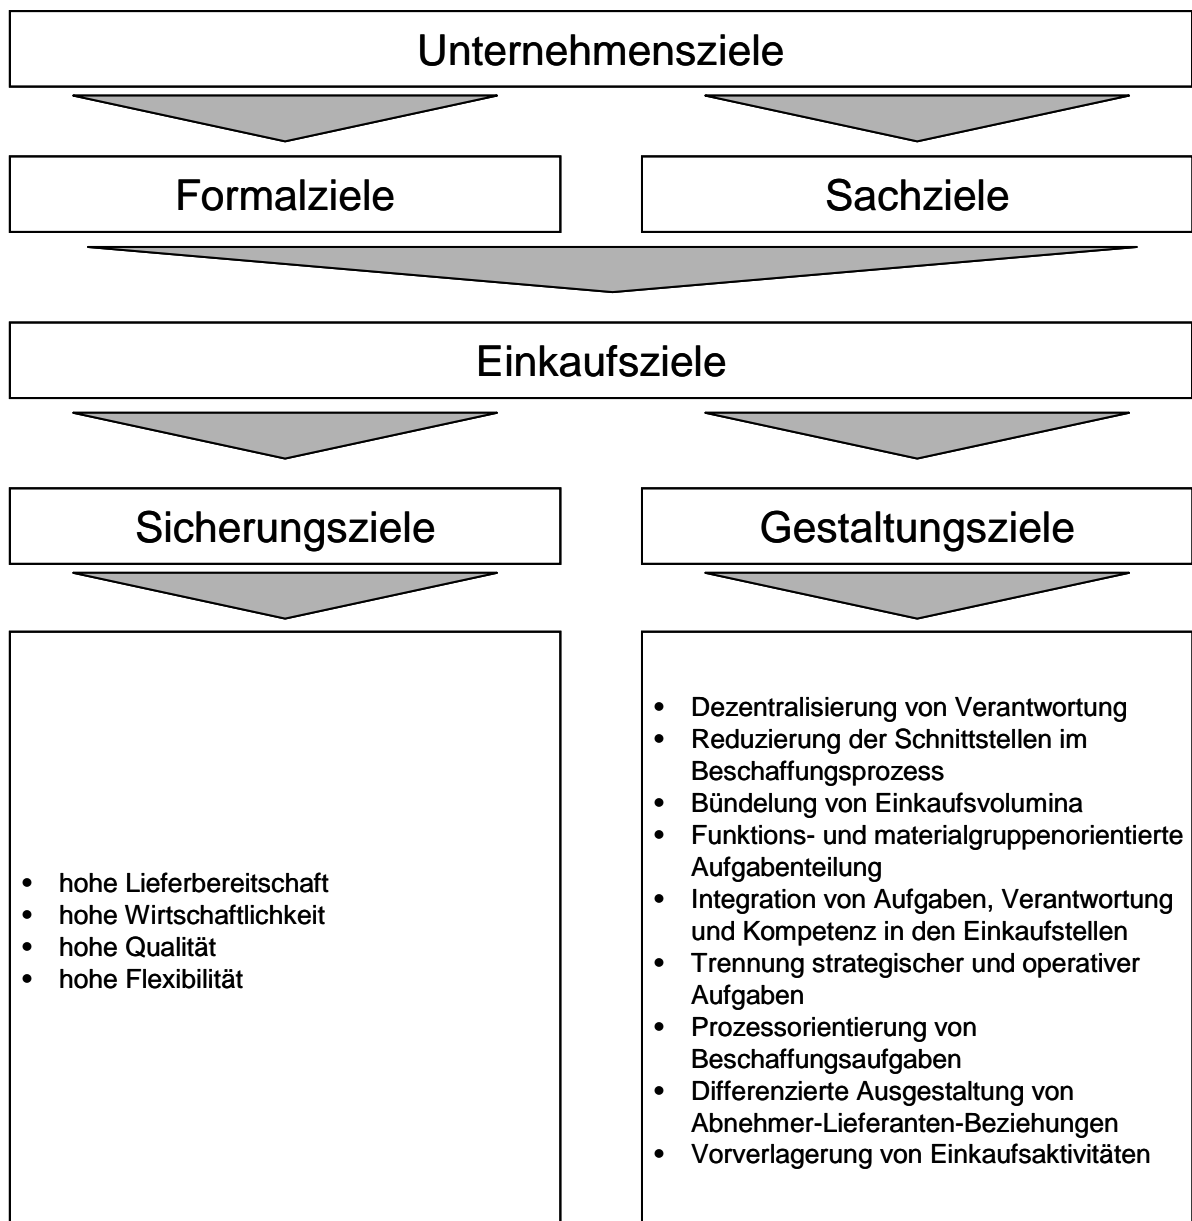 Unternehmensziele
Formalziele
Sachziele
Einkaufsziele
Sicherungsziele
Gestaltungsziele
• hohe Lieferbereitschaft
• hohe Wirtschaftlichkeit
• hohe Qualität
• hohe Flexibilität
• Dezentralisierung von Verantwortung
• Reduzierung der Schnittstellen im
Beschaffungsprozess
• Bündelung von Einkaufsvolumina
• Funktions- und materialgruppenorientierte
Aufgabenteilung
• Integration von Aufgaben, Verantwortung
und Kompetenz in den Einkaufstellen
• Trennung strategischer und operativer
Aufgaben
• Prozessorientierung von
Beschaffungsaufgaben
• Differenzierte Ausgestaltung von
Abnehmer-Lieferanten-Beziehungen
• Vorverlagerung von Einkaufsaktivitäten